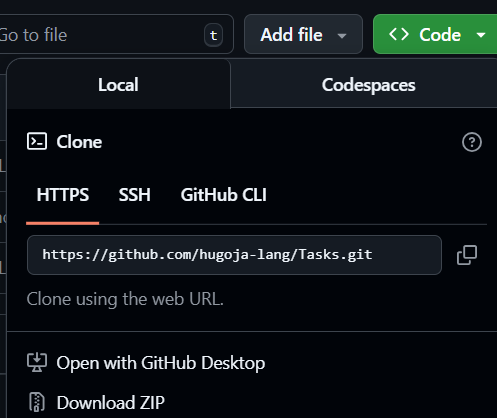 Go to file t Add file Code
Local Codespaces
Clone
HTTPS SSH GitHub CLI
https://github.com/hugoja-lang/Tasks.git
Clone using the web URL.
Open with GitHub Desktop
Download ZIP